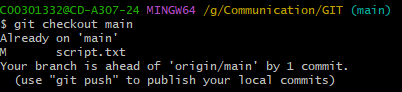 C00301332@CD-A307-24 MINGW64 /g/Communication/GIT (main)
$ git checkout main
Already on 'main'
M       script.txt
Your branch is ahead of 'origin/main' by 1 commit.
  (use "git push" to publish your local commits)